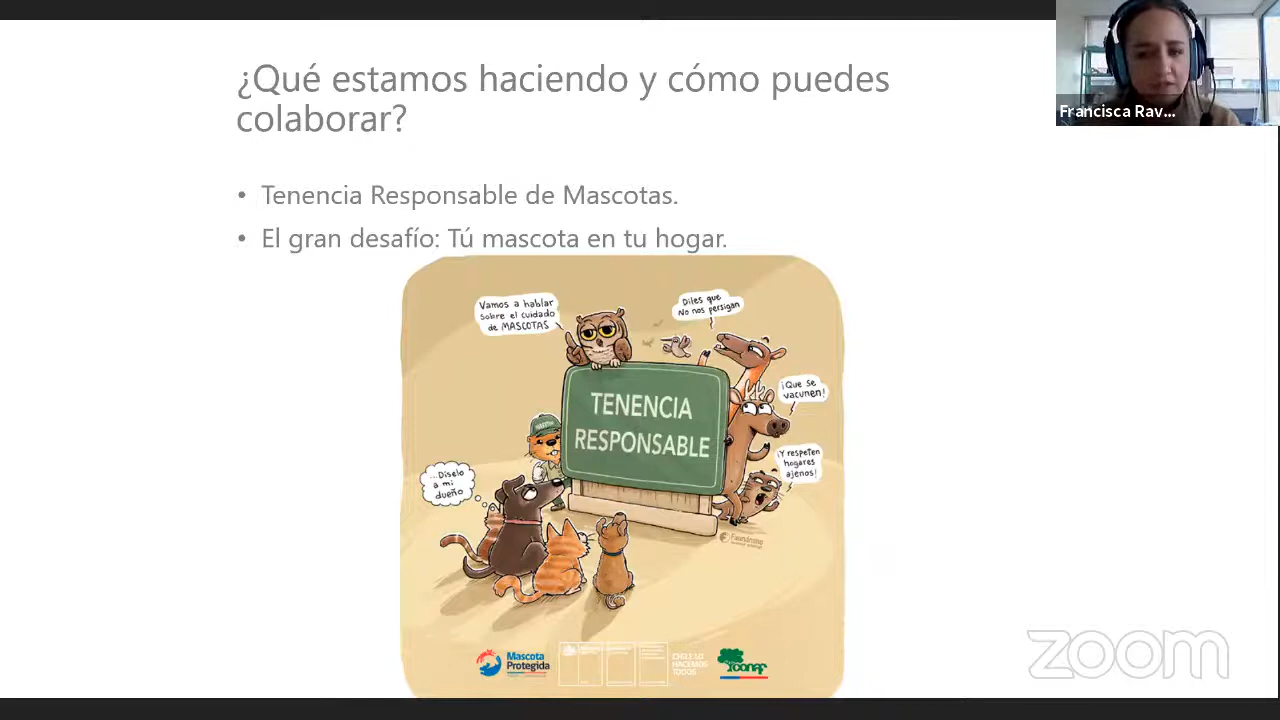 ¿Qué estamos haciendo y cómo puedes
colaborar?
Francisca Rav...
• Tenencia Responsable de Mascotas.
• El gran desafío: Tú mascota en tu hogar.
Vamos a hablar
sobre el cuidado
de MASCOTAS
Diles que
No nos persigan
¡Que se
vacunen!
TENENCIA
RESPONSABLE
¡Y respeten
hogares
ajenos!
...Díselo
a mi
dueño
Faundromo
Mascota
Protegida
CHILE LO
HACEMOS
TODOS
conaf
zoom